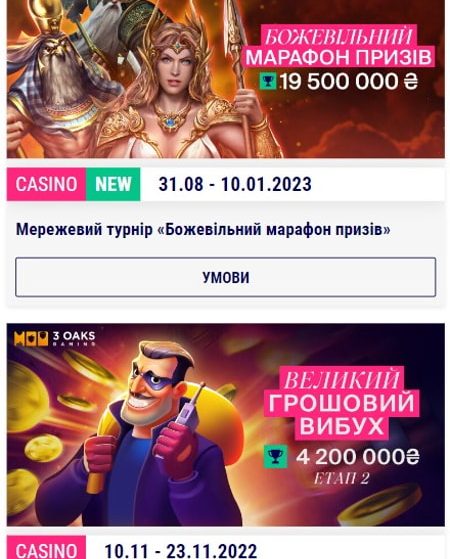 БОЖЕВІЛЬНИЙ
МАРАФОН ПРИЗІВ
19 500 000 ₴
CASINO NEW 31.08 - 10.01.2023
Мережевий турнір «Божевільний марафон призів»
УМОВИ
3 OAKS
GAMING
ВЕЛИКИЙ
ГРОШОВИЙ
ВИБУХ
4 200 000₴
ЕТАП 2
CASINO 10.11 - 23.11.2022